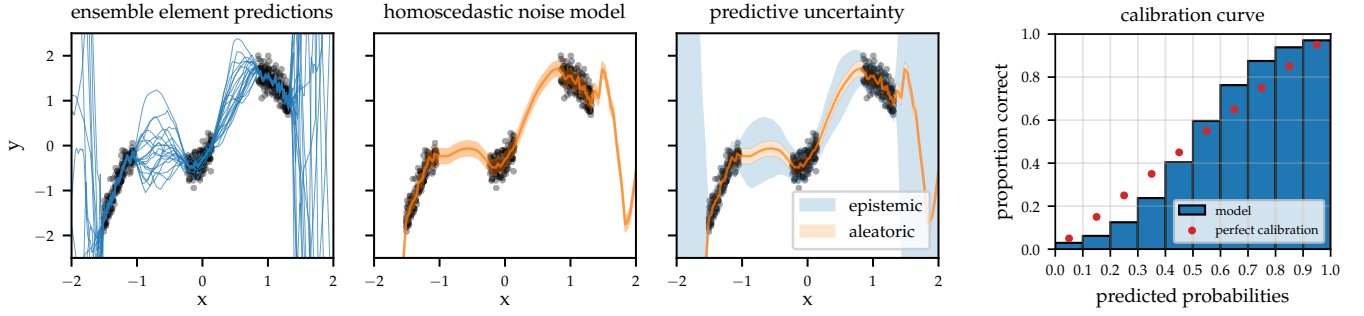 ensemble element predictions
homoscedastic noise model
predictive uncertainty
calibration curve
y
2
1
0
−1
−2
−2
−1
0
1
2
x
−2
−1
0
1
2
x
epistemic
aleatoric
−2
−1
0
1
2
x
proportion correct
1.0
0.8
0.6
0.4
0.2
0.0
model
perfect calibration
0.0 0.1 0.2 0.3 0.4 0.5 0.6 0.7 0.8 0.9 1.0
predicted probabilities